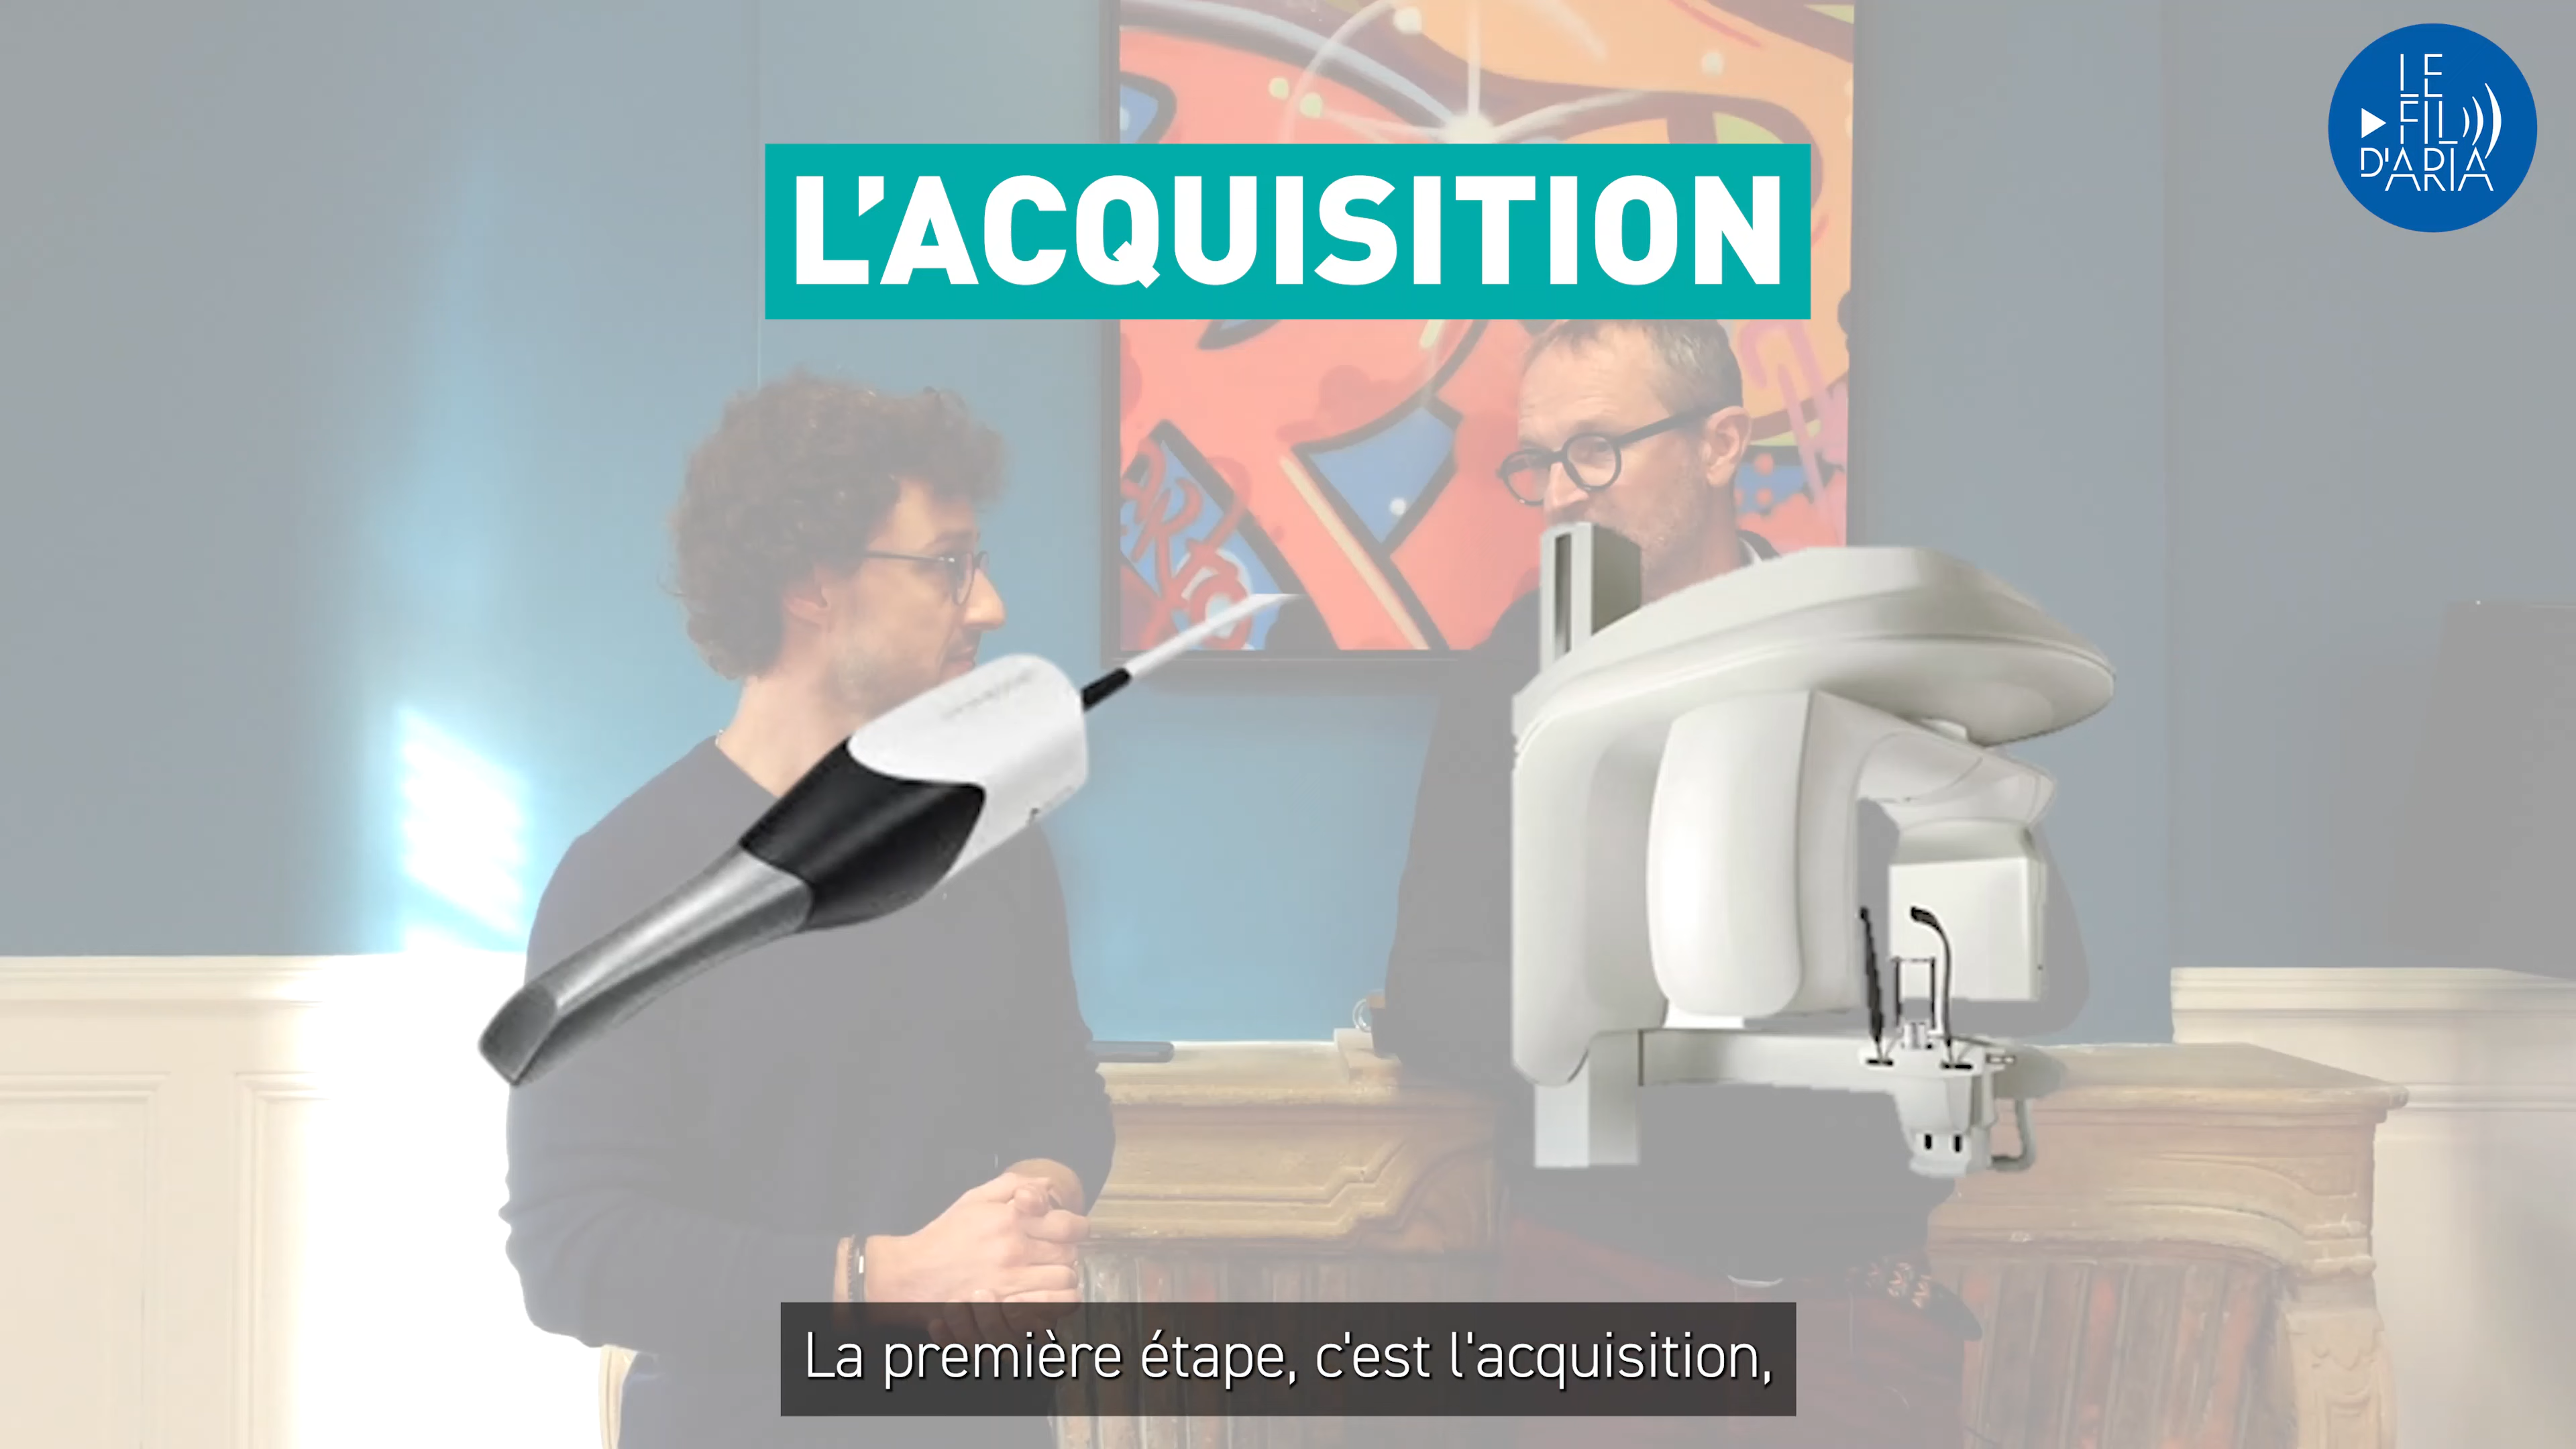 L'ACQUISITION
LE
FIL
D'ARIA
La première étape, c'est l'acquisition,